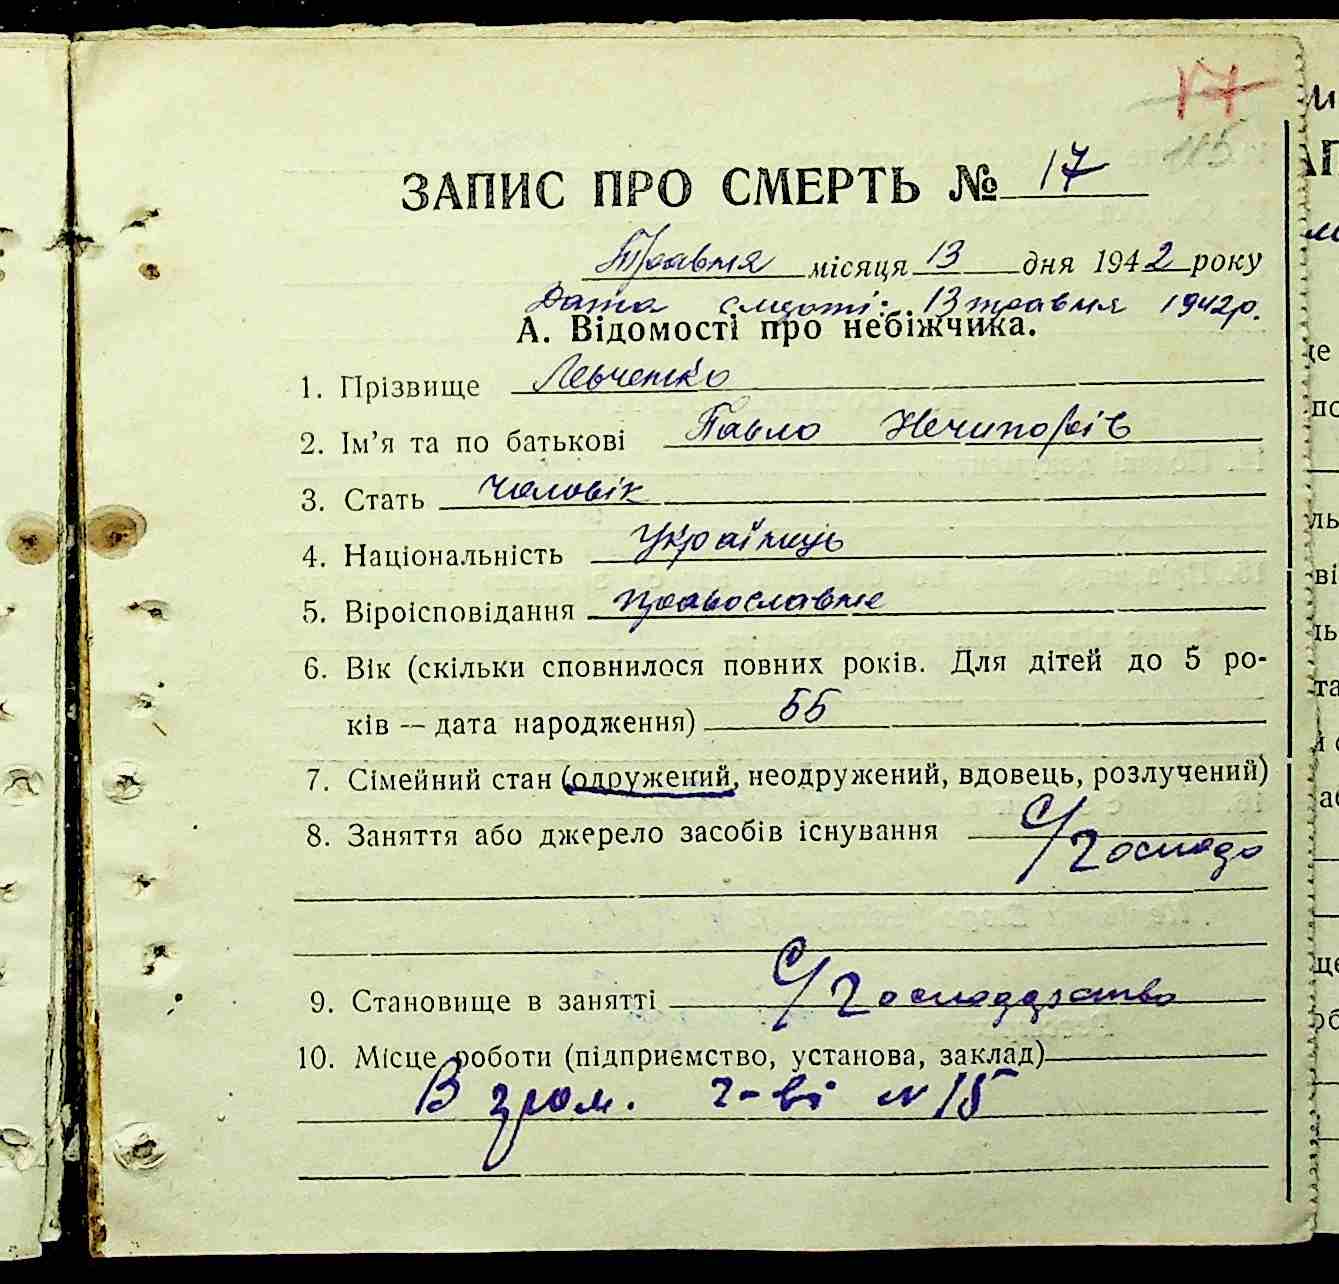 17
115
ЗАПИС ПРО СМЕРТЬ № 17
Травня місяця 13 дня 1942 року
Дата смерті: 13 травня 1942р.
А. Відомості про небіжчика.
1. Прізвище Левченко
2. Ім'я та по батькові Павло Нечипорів
3. Стать Чоловік
4. Національність Українець
5. Віроісповідання православне
6. Вік (скільки сповнилося повних років. Для дітей до 5 ро-
ків — дата народження) 55
7. Сімейний стан (одружений, неодружений, вдовець, розлучений)
8. Заняття або джерело засобів існування С/Господ
9. Становище в занятті С/Господарство
10. Місце роботи (підприємство, установа, заклад)
В гром. г-ві № 15